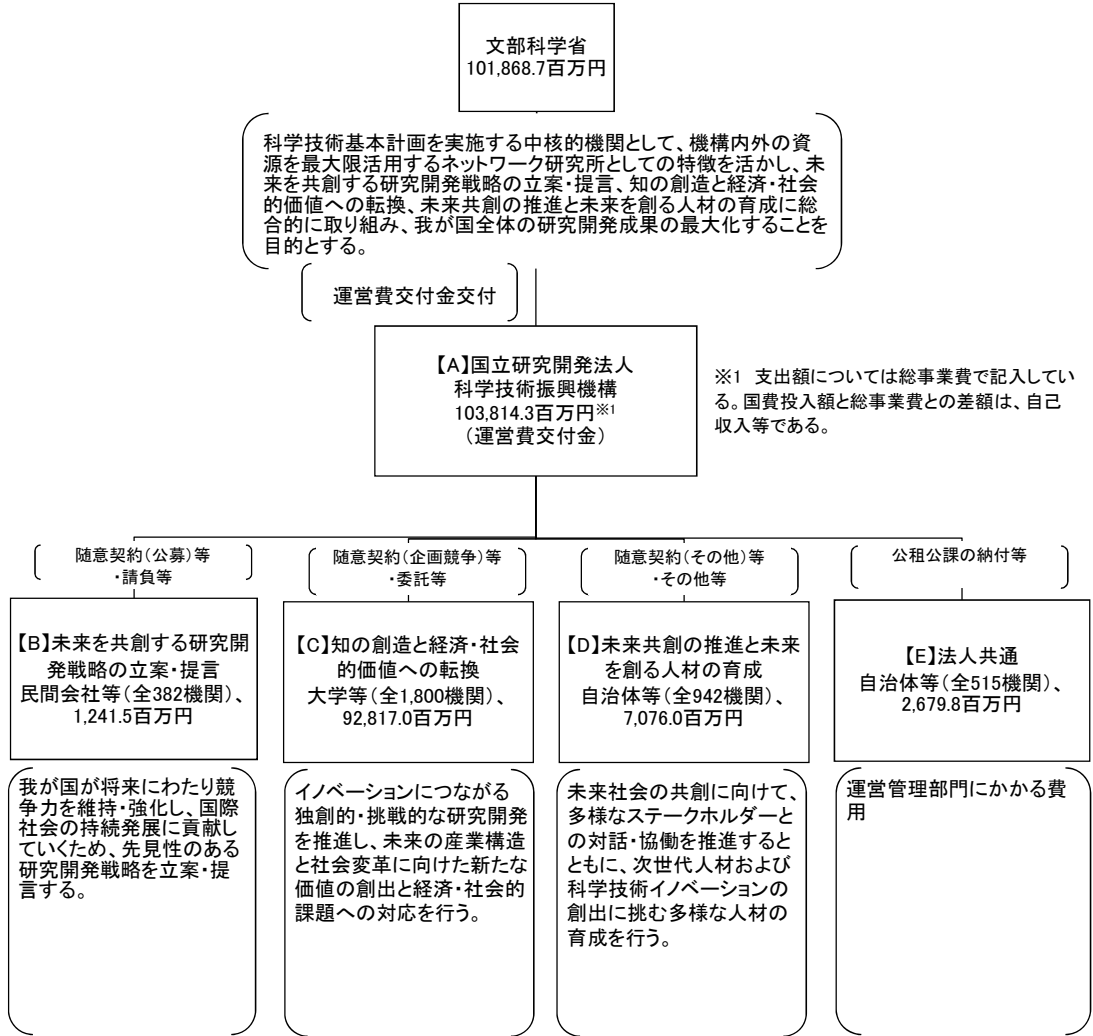 文部科学省
101,868.7百万円
科学技術基本計画を実施する中核的機関として、機構内外の資
源を最大限活用するネットワーク研究所としての特徴を活かし、未
来を共創する研究開発戦略の立案・提言、知の創造と経済・社会
的価値への転換、未来共創の推進と未来を創る人材の育成に総
合的に取り組み、我が国全体の研究開発成果の最大化することを
目的とする。
運営費交付金交付
【A】国立研究開発法人
科学技術振興機構
103,814.3百万円※1
（運営費交付金）
※1 支出額については総事業費で記入してい
る。国費投入額と総事業費との差額は、自己
収入等である。
随意契約（公募）等
・請負等
【B】未来を共創する研究開
発戦略の立案・提言
民間会社等（全382機関）、
1,241.5百万円
我が国が将来にわたり競
争力を維持・強化し、国際
社会の持続発展に貢献し
ていくため、先見性のある
研究開発戦略を立案・提
言する。
随意契約（企画競争）等
・委託等
【C】知の創造と経済・社会
的価値への転換
大学等（全1,800機関）、
92,817.0百万円
イノベーションにつながる
独創的・挑戦的な研究開発
を推進し、未来の産業構造
と社会変革に向けた新たな
価値の創出と経済・社会的
課題への対応を行う。
随意契約（その他）等
・その他等
【D】未来共創の推進と未来
を創る人材の育成
自治体等（全942機関）、
7,076.0百万円
未来社会の共創に向けて、
多様なステークホルダーと
の対話・協働を推進すると
ともに、次世代人材および
科学技術イノベーションの
創出に挑む多様な人材の
育成を行う。
公租公課の納付等
【E】法人共通
自治体等（全515機関）、
2,679.8百万円
運営管理部門にかかる費
用